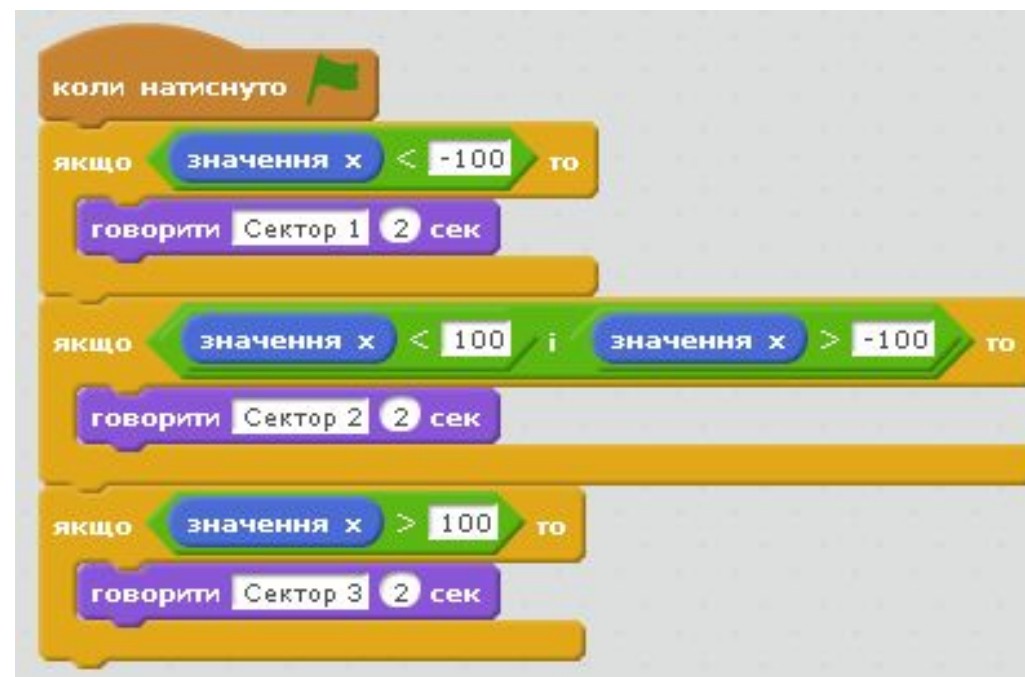 коли натиснуто
якщо значення x < -100 то
говорити Сектор 1 2 сек
якщо значення x < 100 і значення x > -100 то
говорити Сектор 2 2 сек
якщо значення x > 100 то
говорити Сектор 3 2 сек